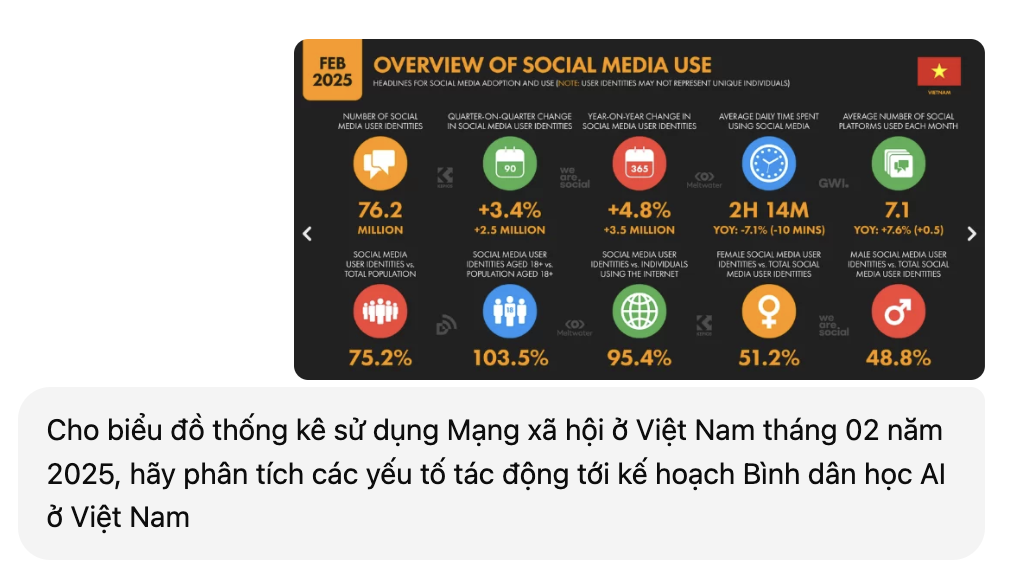 FEB
2025
OVERVIEW OF SOCIAL MEDIA USE
HEADLINES FOR SOCIAL MEDIA ADOPTION AND USE (NOTE: USER IDENTITIES MAY NOT REPRESENT UNIQUE INDIVIDUALS)
VIETNAM
NUMBER OF SOCIAL
MEDIA USER IDENTITIES
QUARTER-ON-QUARTER CHANGE
IN SOCIAL MEDIA USER IDENTITIES
YEAR-ON-YEAR CHANGE IN
SOCIAL MEDIA USER IDENTITIES
AVERAGE DAILY TIME SPENT
USING SOCIAL MEDIA
AVERAGE NUMBER OF SOCIAL
PLATFORMS USED EACH MONTH
90
365
KEPIOS
we
are.
social
Meltwater
GWI.
76.2
MILLION
+3.4%
+2.5 MILLION
+4.8%
+3.5 MILLION
2H 14M
YOY: -7.1% (-10 MINS)
7.1
YOY: +7.6% (+0.5)
SOCIAL MEDIA
USER IDENTITIES vs.
TOTAL POPULATION
SOCIAL MEDIA USER
IDENTITIES AGED 18+ vs.
POPULATION AGED 18+
SOCIAL MEDIA USER
IDENTITIES vs. INDIVIDUALS
USING THE INTERNET
FEMALE SOCIAL MEDIA USER
IDENTITIES vs. TOTAL SOCIAL
MEDIA USER IDENTITIES
MALE SOCIAL MEDIA USER
IDENTITIES vs. TOTAL SOCIAL
MEDIA USER IDENTITIES
18
Meltwater
KEPIOS
we
are.
social
75.2%
103.5%
95.4%
51.2%
48.8%
Cho biểu đồ thống kê sử dụng Mạng xã hội ở Việt Nam tháng 02 năm
2025, hãy phân tích các yếu tố tác động tới kế hoạch Bình dân học AI
ở Việt Nam